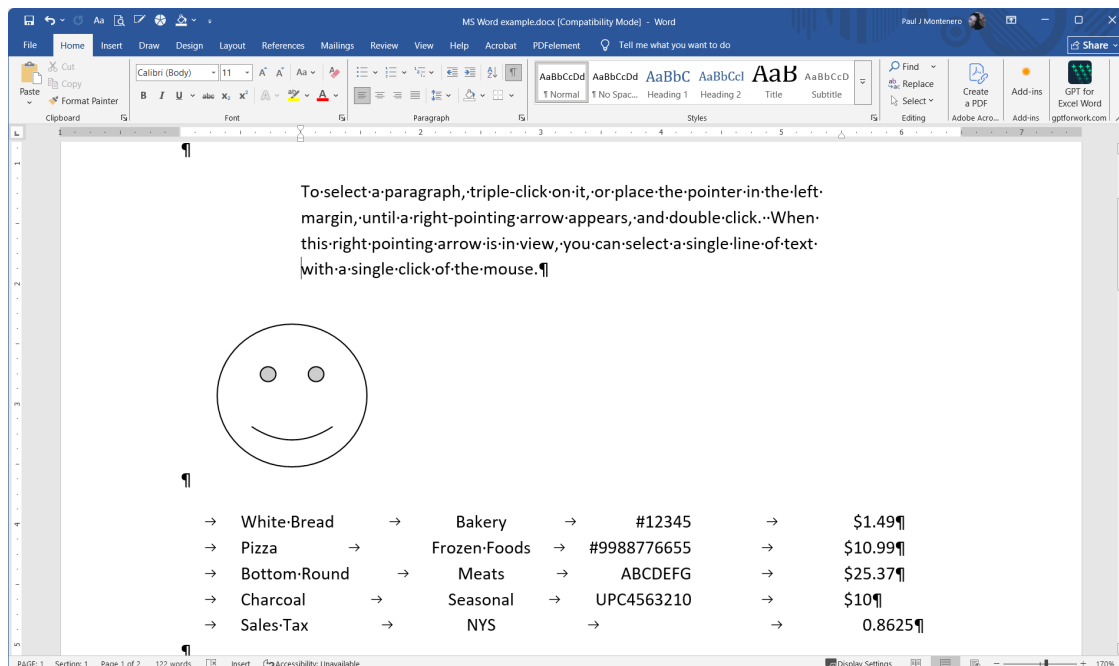 MS Word example.docx [Compatibility Mode] - Word
Paul J Montenero
File Home Insert Draw Design Layout References Mailings Review View Help Acrobat PDFelement Tell me what you want to do Share
Paste
Cut
Copy
Format Painter
Calibri (Body) 11
AaBbCcDd AaBbCcDd AaBbC AaBbCcI AaB AaBbCcD
¶ Normal ¶ No Spac... Heading 1 Heading 2 Title Subtitle
Find
Replace
Select
Create a PDF
Add-ins
GPT for Excel Word
Clipboard Font Paragraph Styles Editing Adobe Acro... Add-ins gptforwork.com
1 2 3 4 5 6 7
¶
To·select·a·paragraph,·triple-click·on·it,·or·place·the·pointer·in·the·left·
margin,·until·a·right-pointing·arrow·appears,·and·double·click.··When·
this·right·pointing·arrow·is·in·view,·you·can·select·a·single·line·of·text·
with·a·single·click·of·the·mouse.¶
¶
→ White·Bread → Bakery → #12345 → $1.49¶
→ Pizza → Frozen·Foods → #9988776655 → $10.99¶
→ Bottom·Round → Meats → ABCDEFG → $25.37¶
→ Charcoal → Seasonal → UPC4563210 → $10¶
→ Sales·Tax → NYS → → 0.8625¶
¶
PAGE: 1 Section: 1 Page 1 of 2 122 words Insert Accessibility: Unavailable Display Settings 170%